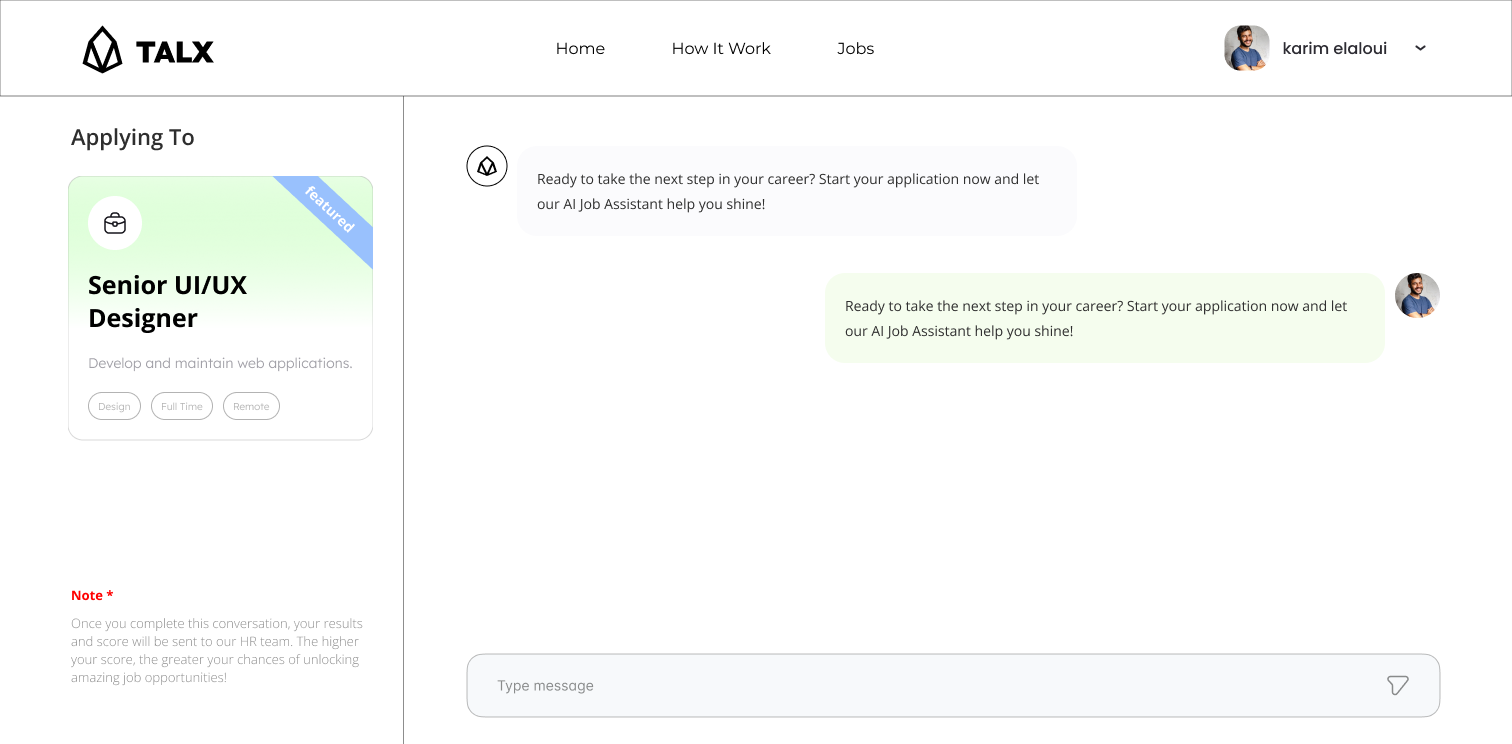 TALX
Home
How It Work
Jobs
karim elaloui
Applying To
featured
Senior UI/UX
Designer
Develop and maintain web applications.
Design
Full Time
Remote
Note *
Once you complete this conversation, your results
and score will be sent to our HR team. The higher
your score, the greater your chances of unlocking
amazing job opportunities!
Ready to take the next step in your career? Start your application now and let
our AI Job Assistant help you shine!
Ready to take the next step in your career? Start your application now and let
our AI Job Assistant help you shine!
Type message